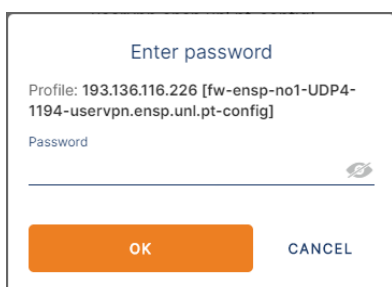 Enter password
Profile: 193.136.116.226 [fw-ensp-no1-UDP4-
1194-uservpn.ensp.unl.pt-config]
Password
OK
CANCEL